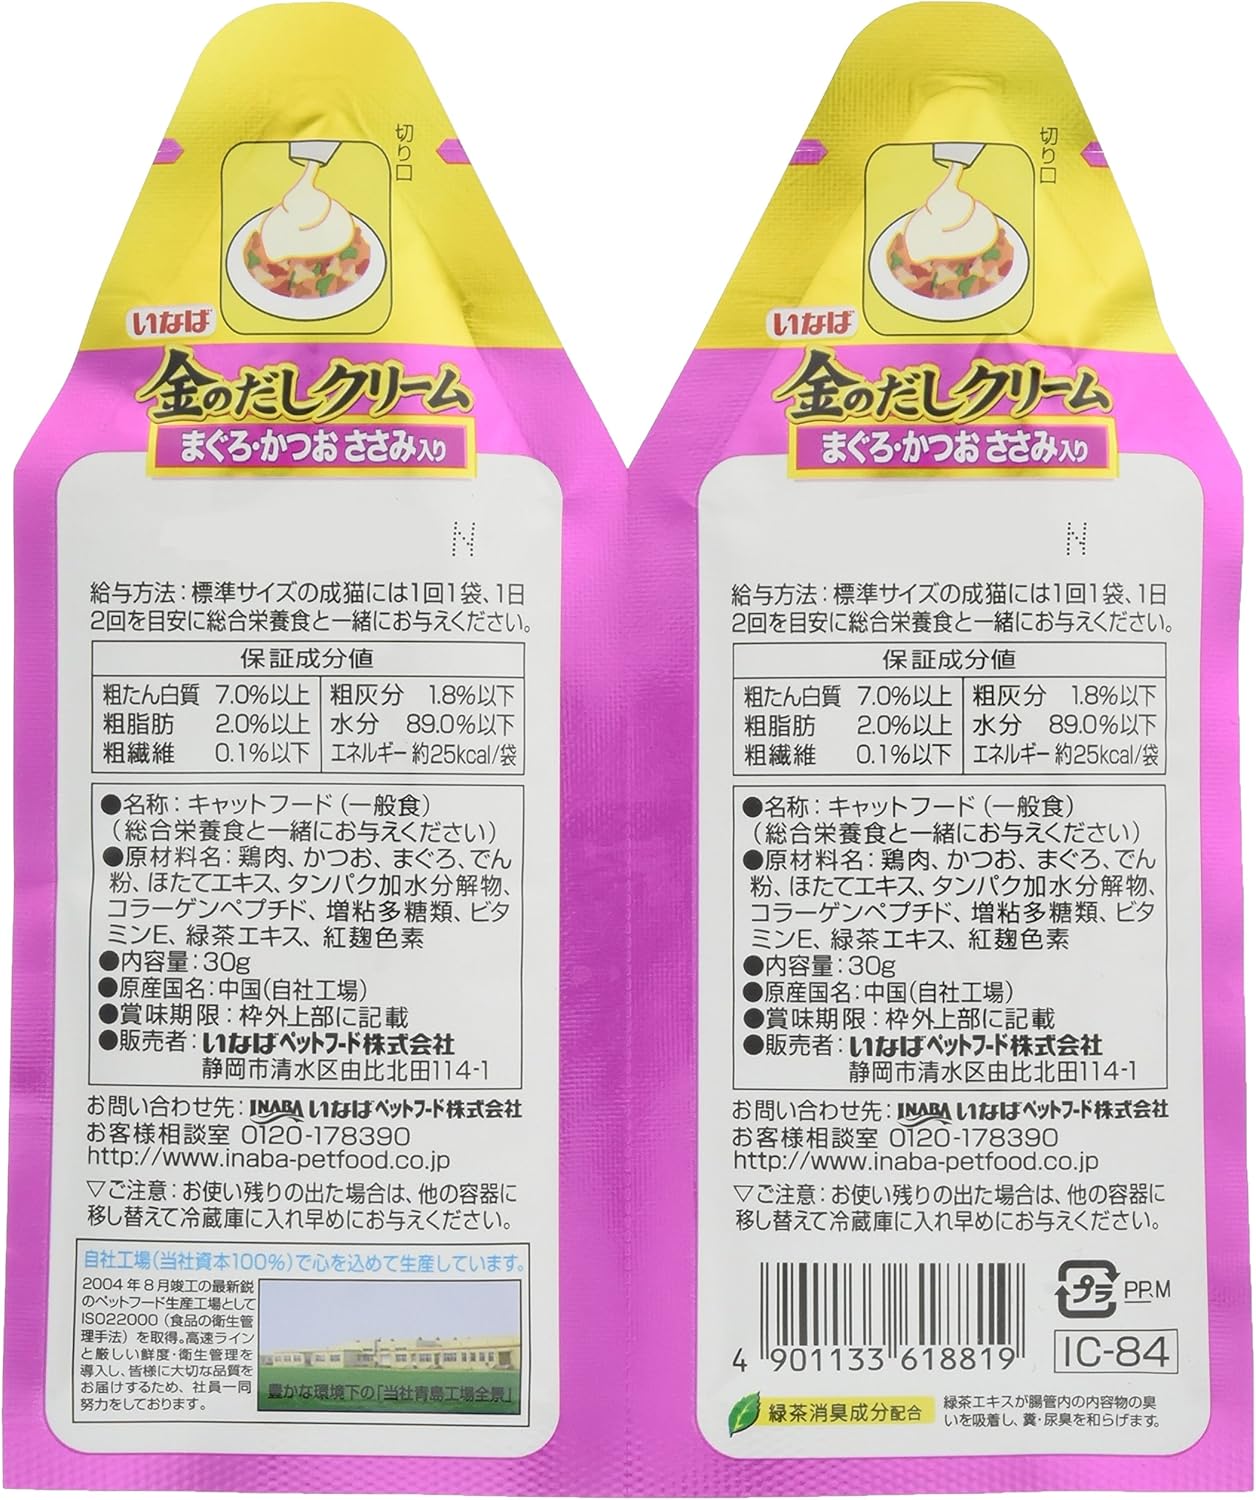 切り口
いなば
金のだしクリーム
まぐろ・かつお ささみ入り
N
給与方法：標準サイズの成猫には1回1袋、1日
2回を目安に総合栄養食と一緒にお与えください。
保証成分値
粗たん白質 7.0%以上 粗灰分 1.8%以下
粗脂肪 2.0%以上 水分 89.0%以下
粗繊維 0.1%以下 エネルギー 約25kcal/袋
●名称：キャットフード（一般食）
（総合栄養食と一緒にお与えください）
●原材料名：鶏肉、かつお、まぐろ、でん
粉、ほたてエキス、タンパク加水分解物、
コラーゲンペプチド、増粘多糖類、ビタ
ミンE、緑茶エキス、紅麹色素
●内容量：30g
●原産国名：中国(自社工場)
●賞味期限：枠外上部に記載
●販売者：いなばペットフード株式会社
静岡市清水区由比北田114-1
お問い合わせ先：INABA いなばペットフード株式会社
お客様相談室 0120-178390
http://www.inaba-petfood.co.jp
▽ご注意：お使い残りの出た場合は、他の容器に
移し替えて冷蔵庫に入れ早めにお与えください。
自社工場(当社資本100%)で心を込めて生産しています。
2004年8月竣工の最新鋭
のペットフード生産工場として
ISO22000（食品の衛生管
理手法）を取得。高速ライン
と厳しい鮮度・衛生管理を
導入し、皆様に大切な品質を
お届けするため、社員一同
努力をしております。
豊かな環境下の「当社青島工場全景」
切り口
いなば
金のだしクリーム
まぐろ・かつお ささみ入り
N
給与方法：標準サイズの成猫には1回1袋、1日
2回を目安に総合栄養食と一緒にお与えください。
保証成分値
粗たん白質 7.0%以上 粗灰分 1.8%以下
粗脂肪 2.0%以上 水分 89.0%以下
粗繊維 0.1%以下 エネルギー 約25kcal/袋
●名称：キャットフード（一般食）
（総合栄養食と一緒にお与えください）
●原材料名：鶏肉、かつお、まぐろ、でん
粉、ほたてエキス、タンパク加水分解物、
コラーゲンペプチド、増粘多糖類、ビタ
ミンE、緑茶エキス、紅麹色素
●内容量：30g
●原産国名：中国(自社工場)
●賞味期限：枠外上部に記載
●販売者：いなばペットフード株式会社
静岡市清水区由比北田114-1
お問い合わせ先：INABA いなばペットフード株式会社
お客様相談室 0120-178390
http://www.inaba-petfood.co.jp
▽ご注意：お使い残りの出た場合は、他の容器に
移し替えて冷蔵庫に入れ早めにお与えください。
プラ PP.M
4 901133 618819
IC-84
緑茶消臭成分配合
緑茶エキスが腸管内の内容物の臭
いを吸着し、糞・尿臭を和らげます。